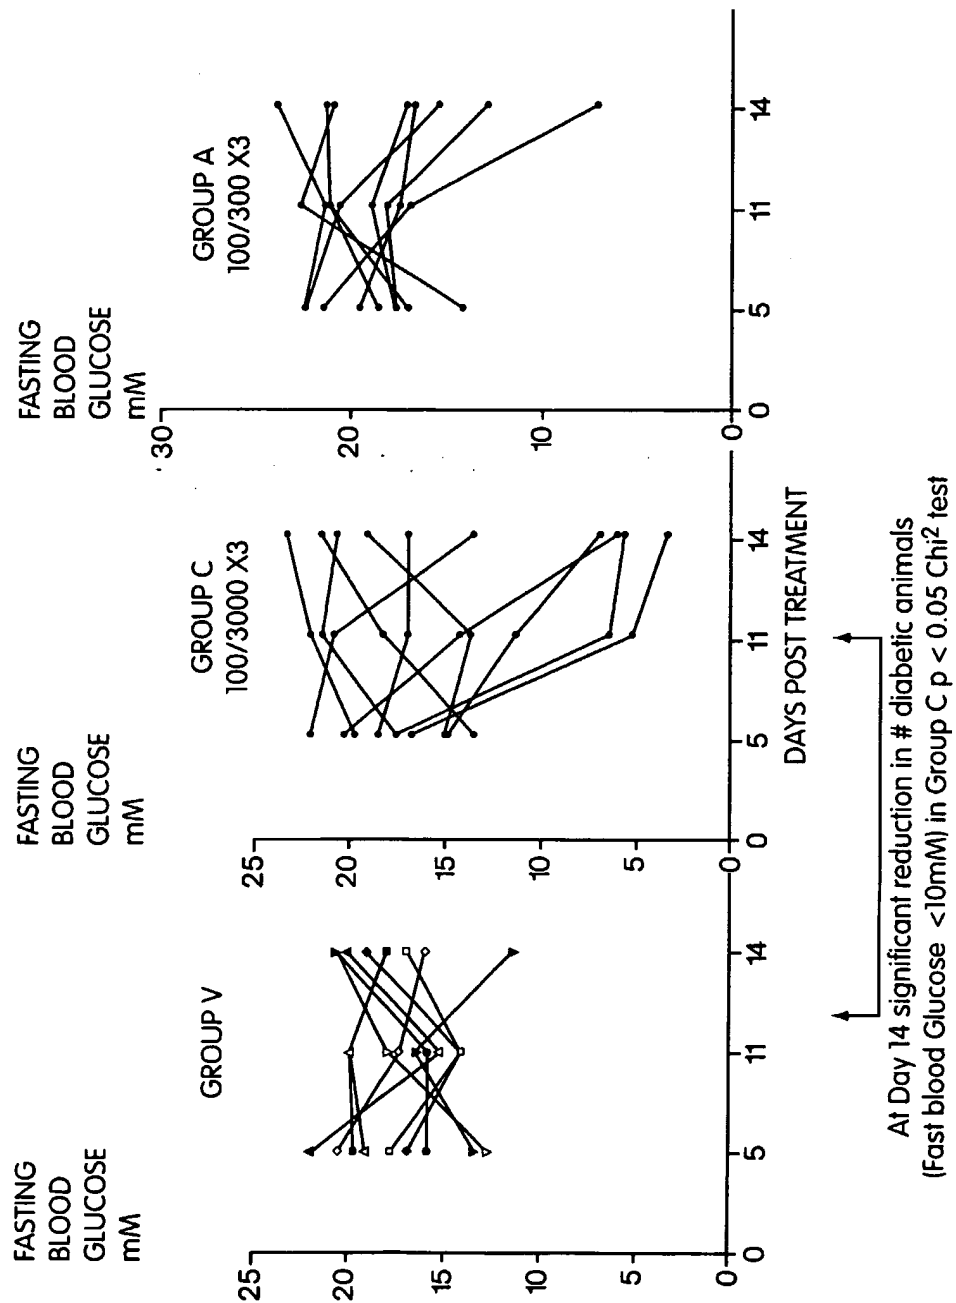 FASTING
BLOOD
GLUCOSE
mM
GROUP V
25
20
15
10
5
0
0
5
11
14
FASTING
BLOOD
GLUCOSE
mM
GROUP C
100/3000 X3
25
20
15
10
5
0
0
5
11
14
DAYS POST TREATMENT
FASTING
BLOOD
GLUCOSE
mM
GROUP A
100/300 X3
30
20
10
0
0
5
11
14
At Day 14 significant reduction in # diabetic animals
(Fast blood Glucose <10mM) in Group C p < 0.05 Chi² test